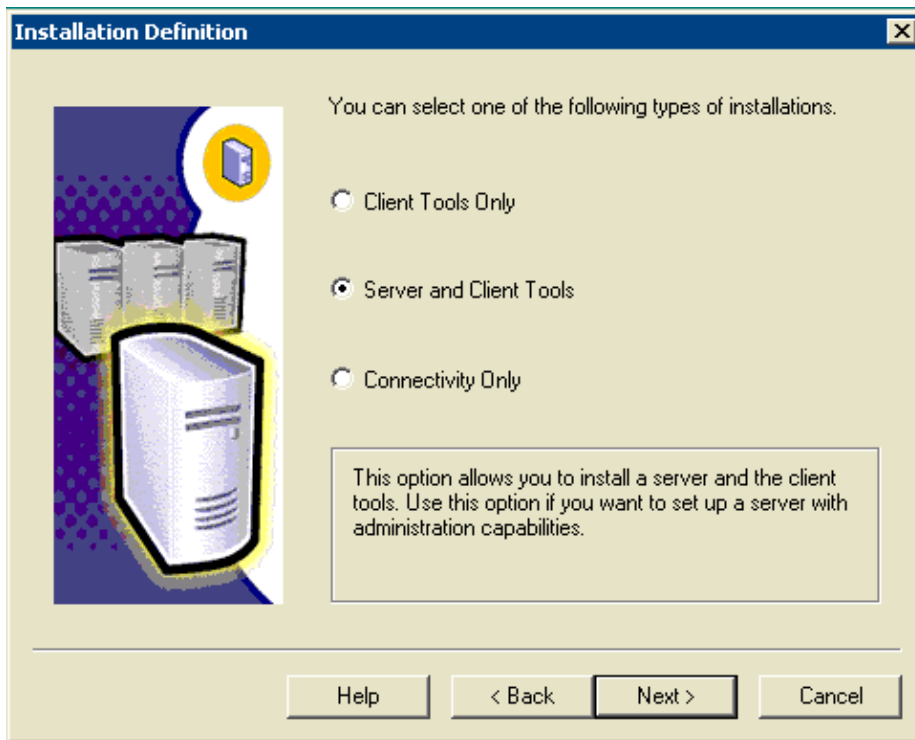 Installation Definition
You can select one of the following types of installations.
Client Tools Only
Server and Client Tools
Connectivity Only
This option allows you to install a server and the client
tools. Use this option if you want to set up a server with
administration capabilities.
Help
< Back
Next >
Cancel